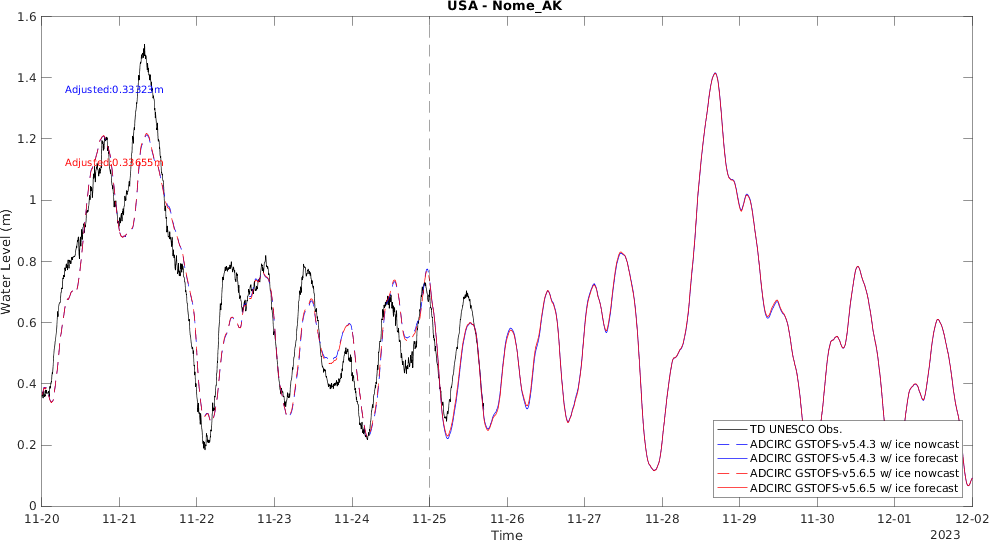 USA - Nome_AK
1.6
1.4
1.2
1
0.8
0.6
0.4
0.2
0
Water Level (m)
Adjusted:0.33323m
Adjusted:0.33655m
TD UNESCO Obs.
ADCIRC GSTOFS-v5.4.3 w/ ice nowcast
ADCIRC GSTOFS-v5.4.3 w/ ice forecast
ADCIRC GSTOFS-v5.6.5 w/ ice nowcast
ADCIRC GSTOFS-v5.6.5 w/ ice forecast
11-20 11-21 11-22 11-23 11-24 11-25 11-26 11-27 11-28 11-29 11-30 12-01 12-02
Time
2023